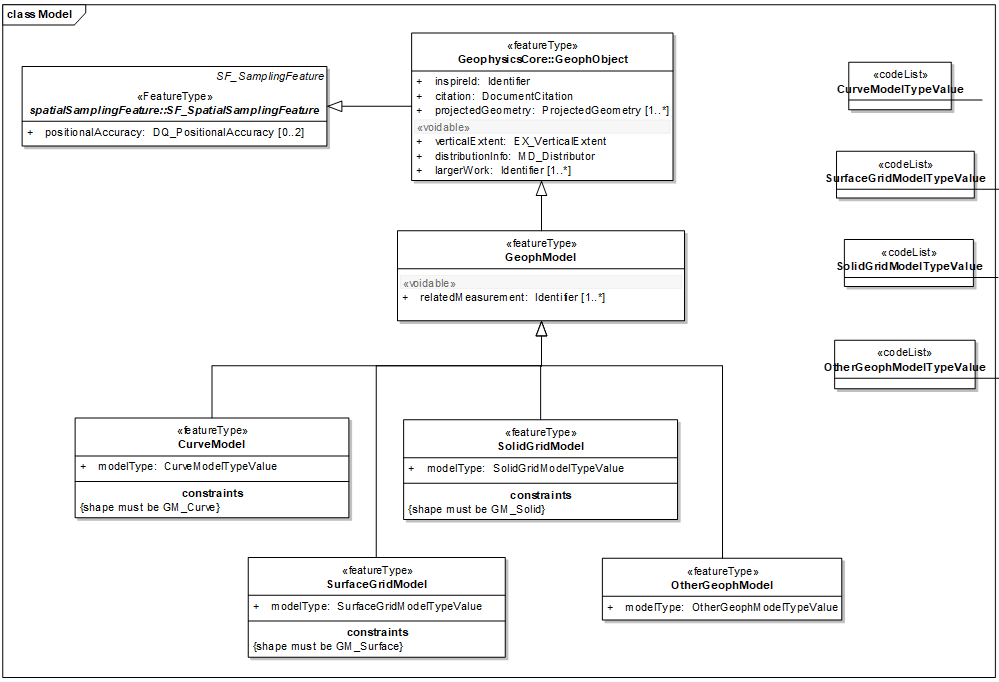 class Model
SF_SamplingFeature
«FeatureType»
spatialSamplingFeature::SF_SpatialSamplingFeature
+ positionalAccuracy: DQ_PositionalAccuracy [0..2]
«featureType»
GeophysicsCore::GeophObject
+ inspireId: Identifier
+ citation: DocumentCitation
+ projectedGeometry: ProjectedGeometry [1..*]
«voidable»
+ verticalExtent: EX_VerticalExtent
+ distributionInfo: MD_Distributor
+ largerWork: Identifier [1..*]
«codeList»
CurveModelTypeValue
«codeList»
SurfaceGridModelTypeValue
«codeList»
SolidGridModelTypeValue
«codeList»
OtherGeophModelTypeValue
«featureType»
GeophModel
«voidable»
+ relatedMeasurement: Identifier [1..*]
«featureType»
CurveModel
+ modelType: CurveModelTypeValue
constraints
{shape must be GM_Curve}
«featureType»
SolidGridModel
+ modelType: SolidGridModelTypeValue
constraints
{shape must be GM_Solid}
«featureType»
SurfaceGridModel
+ modelType: SurfaceGridModelTypeValue
constraints
{shape must be GM_Surface}
«featureType»
OtherGeophModel
+ modelType: OtherGeophModelTypeValue